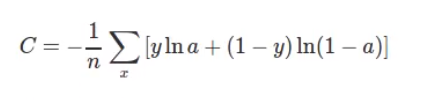 C = -\frac{1}{n} \sum_{x} [y \ln a + (1 - y) \ln(1 - a)]